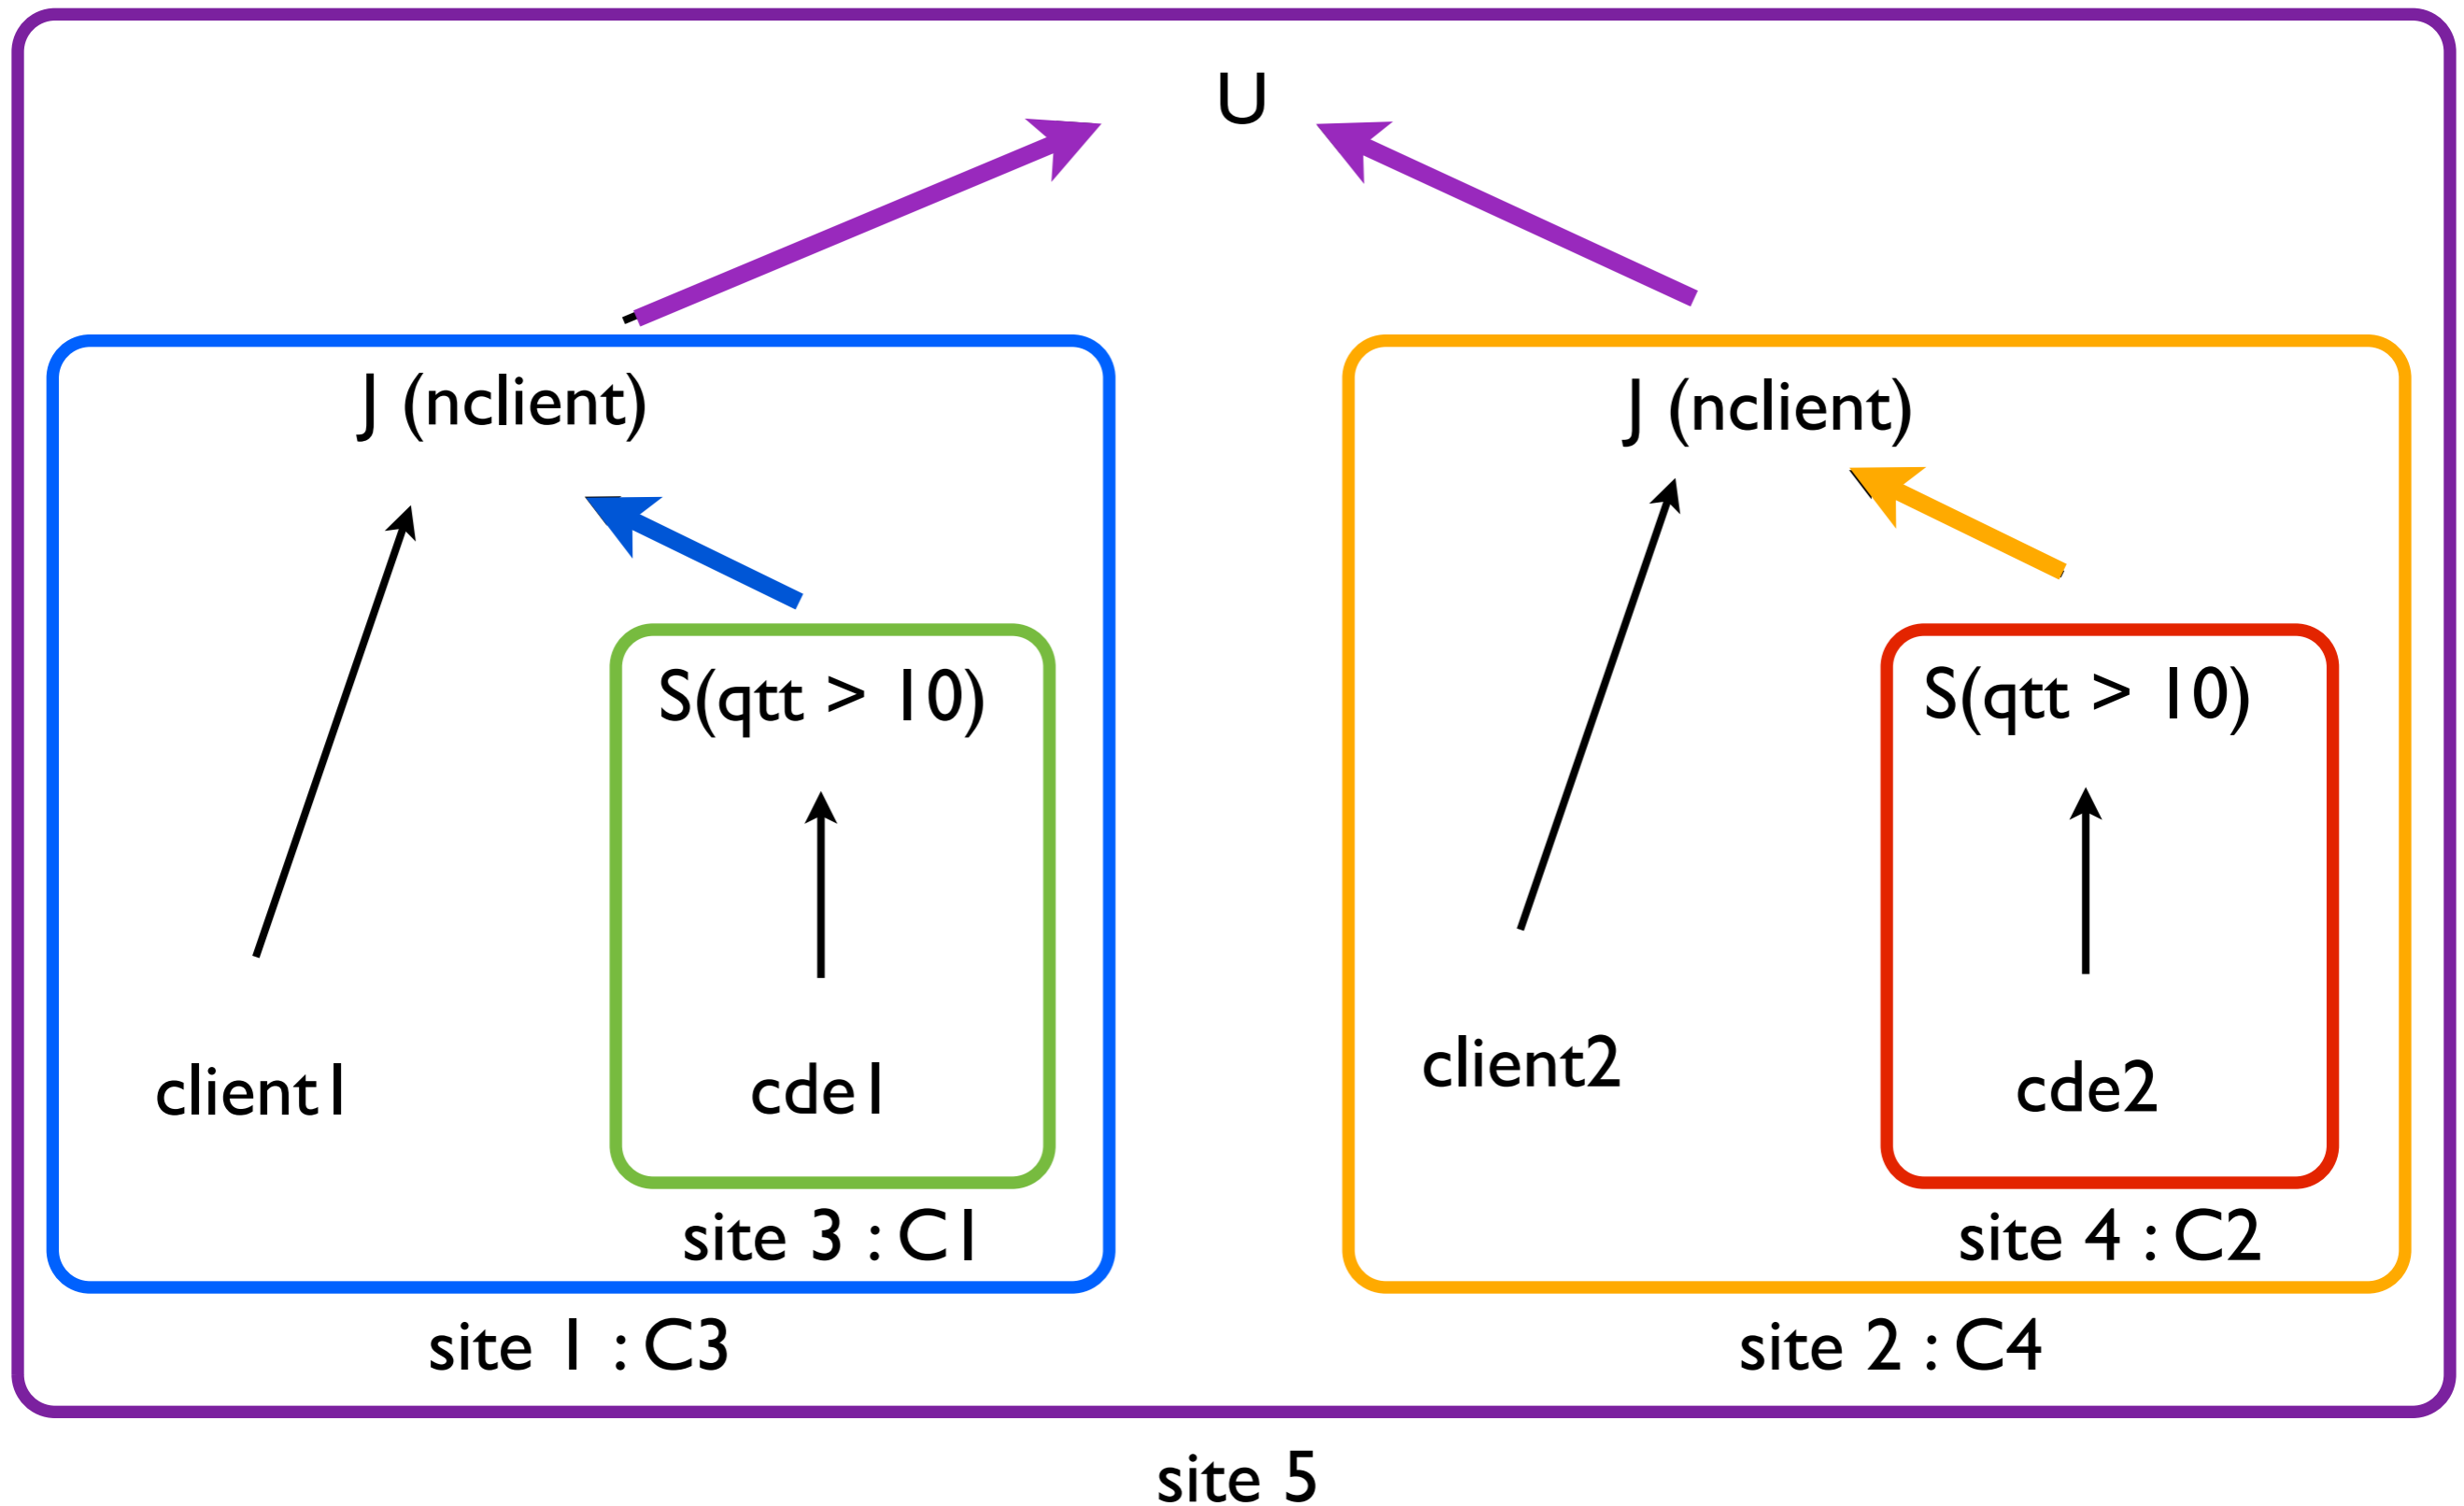 U
J (nclient)
J (nclient)
S(qtt > 10)
S(qtt > 10)
client1
cde1
client2
cde2
site 3 : C1
site 4 : C2
site 1 : C3
site 2 : C4
site 5